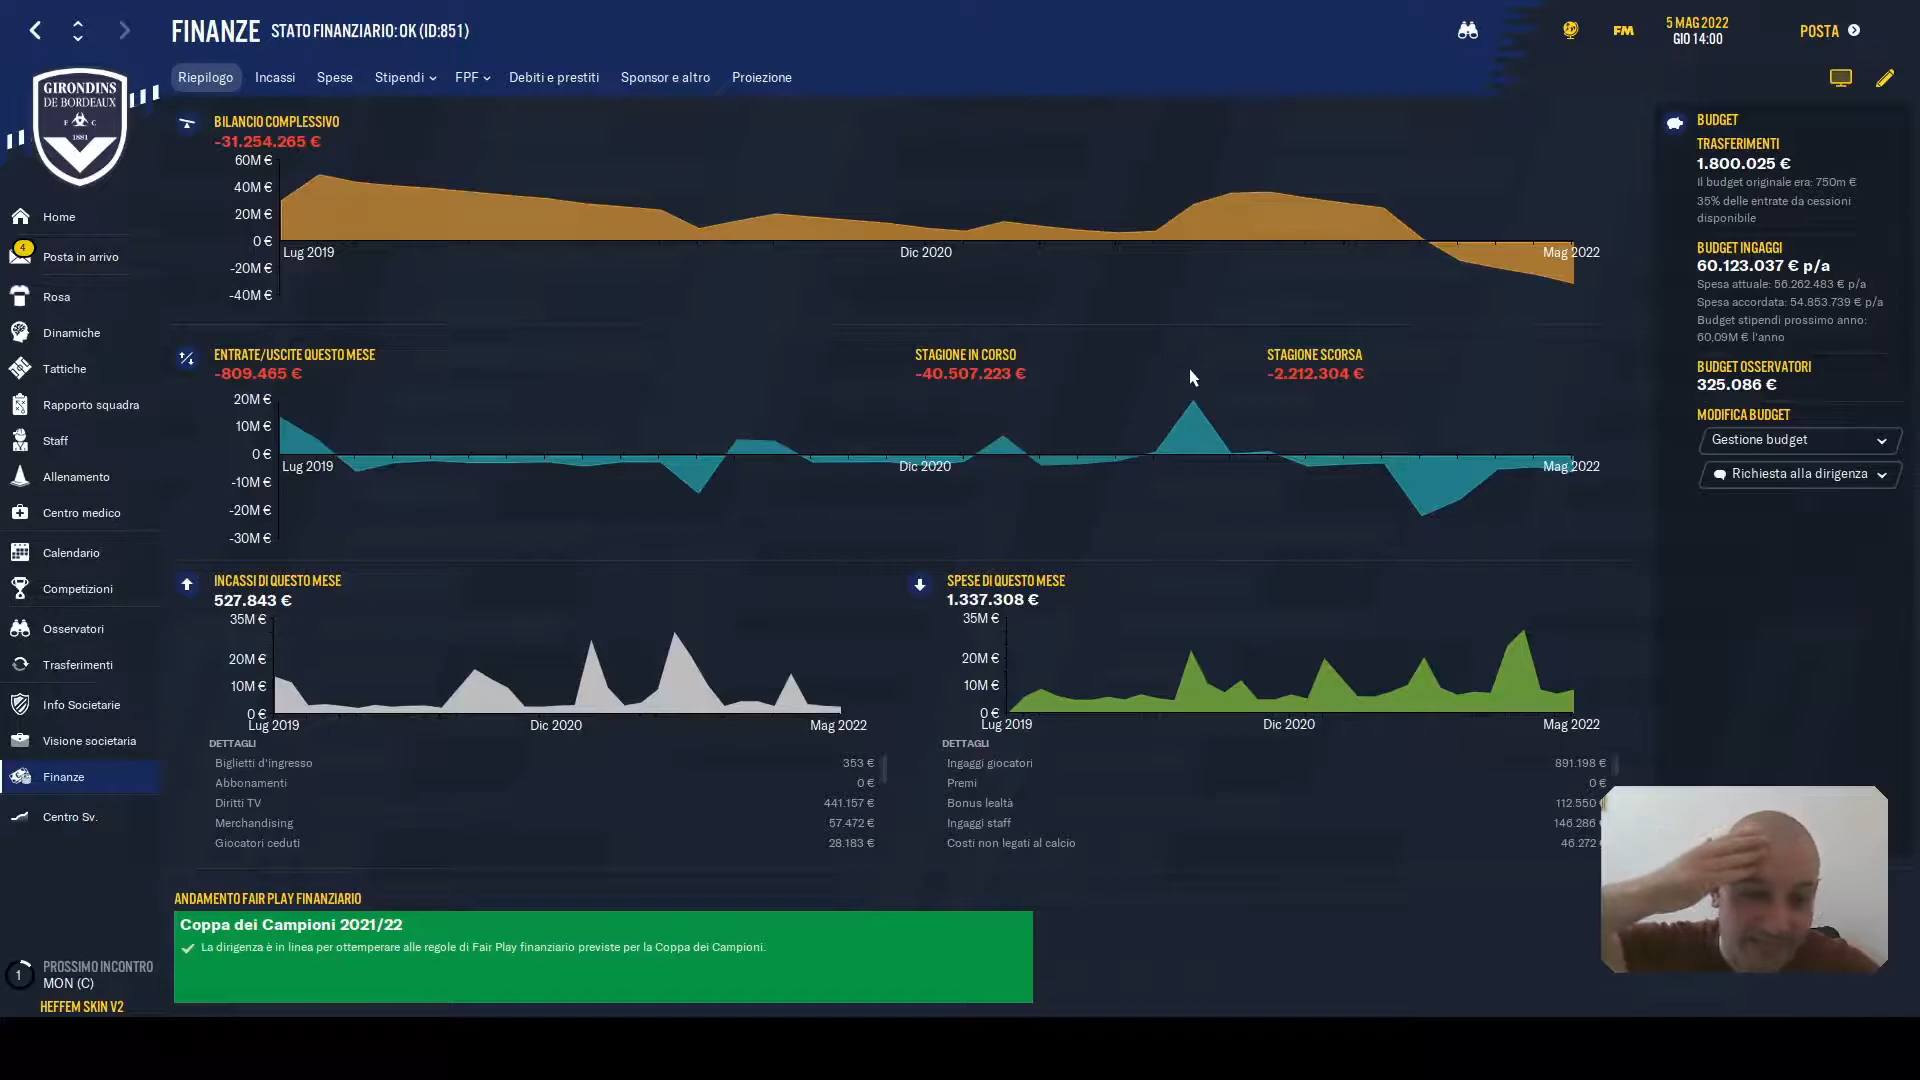 FINANZE STATO FINANZIARIO: OK (ID:851)
5 MAG 2022
GIO 14:00
FM
POSTA
Riepilogo Incassi Spese Stipendi FPF Debiti e prestiti Sponsor e altro Proiezione
GIRONDINS
DE BORDEAUX
F C
1881
Home
4
Posta in arrivo
Rosa
Dinamiche
Tattiche
Rapporto squadra
Staff
Allenamento
Centro medico
Calendario
Competizioni
Osservatori
Trasferimenti
Info Societarie
Visione societaria
Finanze
Centro Sv.
1
PROSSIMO INCONTRO
MON (C)
HEFFEM SKIN V2
BILANCIO COMPLESSIVO
-31.254.265 €
60M €
40M €
20M €
0 €
-20M €
-40M €
Lug 2019 Dic 2020 Mag 2022
ENTRATE/USCITE QUESTO MESE
-809.465 €
STAGIONE IN CORSO
-40.507.223 €
STAGIONE SCORSA
-2.212.304 €
20M €
10M €
0 €
-10M €
-20M €
-30M €
Lug 2019 Dic 2020 Mag 2022
INCASSI DI QUESTO MESE
527.843 €
35M €
20M €
10M €
0 €
Lug 2019 Dic 2020 Mag 2022
DETTAGLI
Biglietti d'ingresso 353 €
Abbonamenti 0 €
Diritti TV 441.157 €
Merchandising 57.472 €
Giocatori ceduti 28.183 €
SPESE DI QUESTO MESE
1.337.308 €
35M €
20M €
10M €
0 €
Lug 2019 Dic 2020 Mag 2022
DETTAGLI
Ingaggi giocatori 891.198 €
Premi 0 €
Bonus lealtà 112.550
Ingaggi staff 146.286 €
Costi non legati al calcio 46.272
ANDAMENTO FAIR PLAY FINANZIARIO
Coppa dei Campioni 2021/22
La dirigenza è in linea per ottemperare alle regole di Fair Play finanziario previste per la Coppa dei Campioni.
BUDGET
TRASFERIMENTI
1.800.025 €
Il budget originale era: 750m €
35% delle entrate da cessioni
disponibile
BUDGET INGAGGI
60.123.037 € p/a
Spesa attuale: 56.262.483 € p/a
Spesa accordata: 54.853.739 € p/a
Budget stipendi prossimo anno:
60,09M € l'anno
BUDGET OSSERVATORI
325.086 €
MODIFICA BUDGET
Gestione budget
Richiesta alla dirigenza